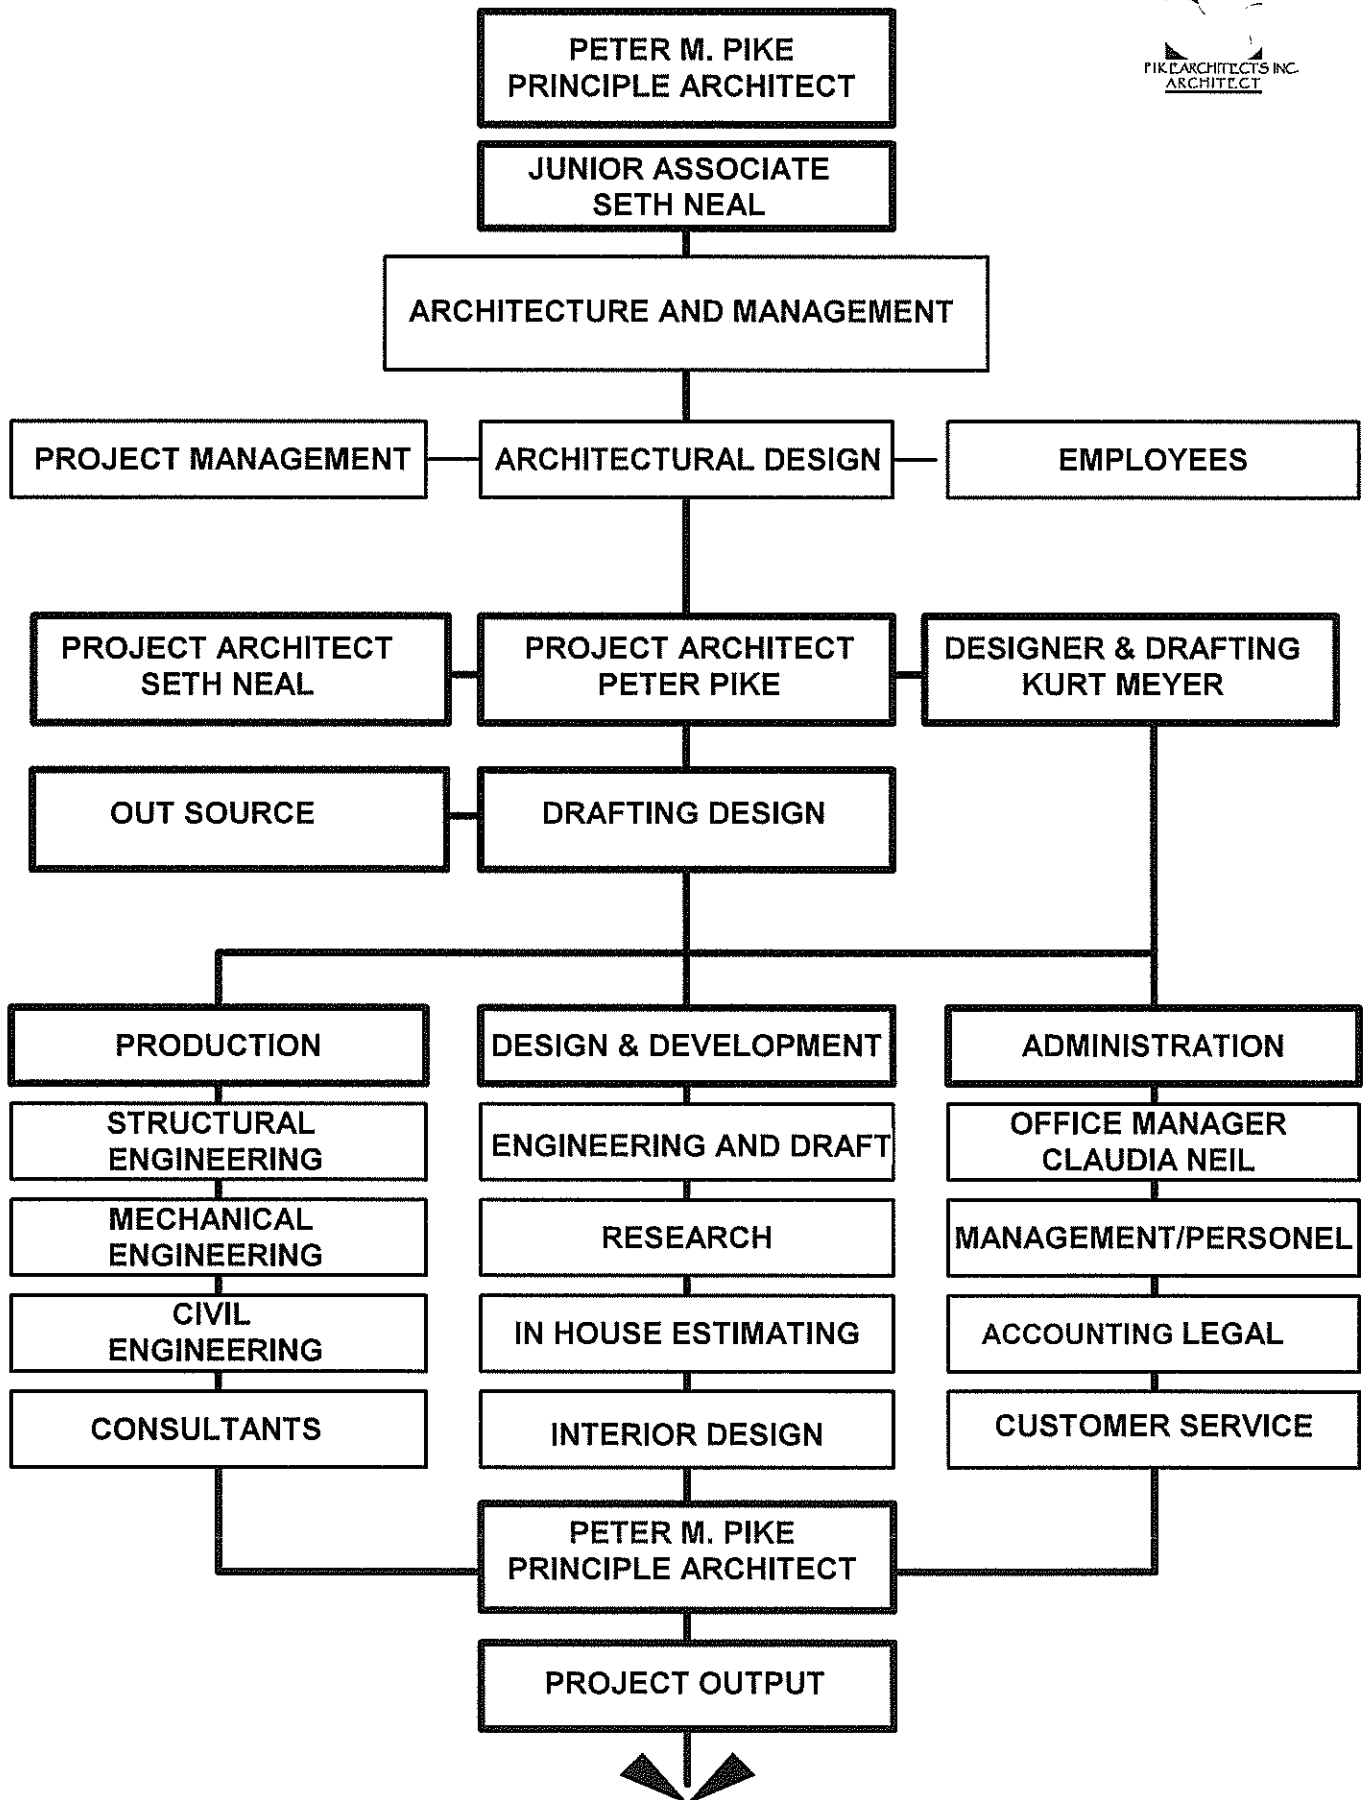 PETER M. PIKE
PRINCIPLE ARCHITECT
PIKE ARCHITECTS INC.
ARCHITECT
JUNIOR ASSOCIATE
SETH NEAL
ARCHITECTURE AND MANAGEMENT
PROJECT MANAGEMENT
ARCHITECTURAL DESIGN
EMPLOYEES
PROJECT ARCHITECT
SETH NEAL
PROJECT ARCHITECT
PETER PIKE
DESIGNER & DRAFTING
KURT MEYER
OUT SOURCE
DRAFTING DESIGN
PRODUCTION
DESIGN & DEVELOPMENT
ADMINISTRATION
STRUCTURAL
ENGINEERING
ENGINEERING AND DRAFT
OFFICE MANAGER
CLAUDIA NEIL
MECHANICAL
ENGINEERING
RESEARCH
MANAGEMENT/PERSONEL
CIVIL
ENGINEERING
IN HOUSE ESTIMATING
ACCOUNTING LEGAL
CONSULTANTS
INTERIOR DESIGN
CUSTOMER SERVICE
PETER M. PIKE
PRINCIPLE ARCHITECT
PROJECT OUTPUT